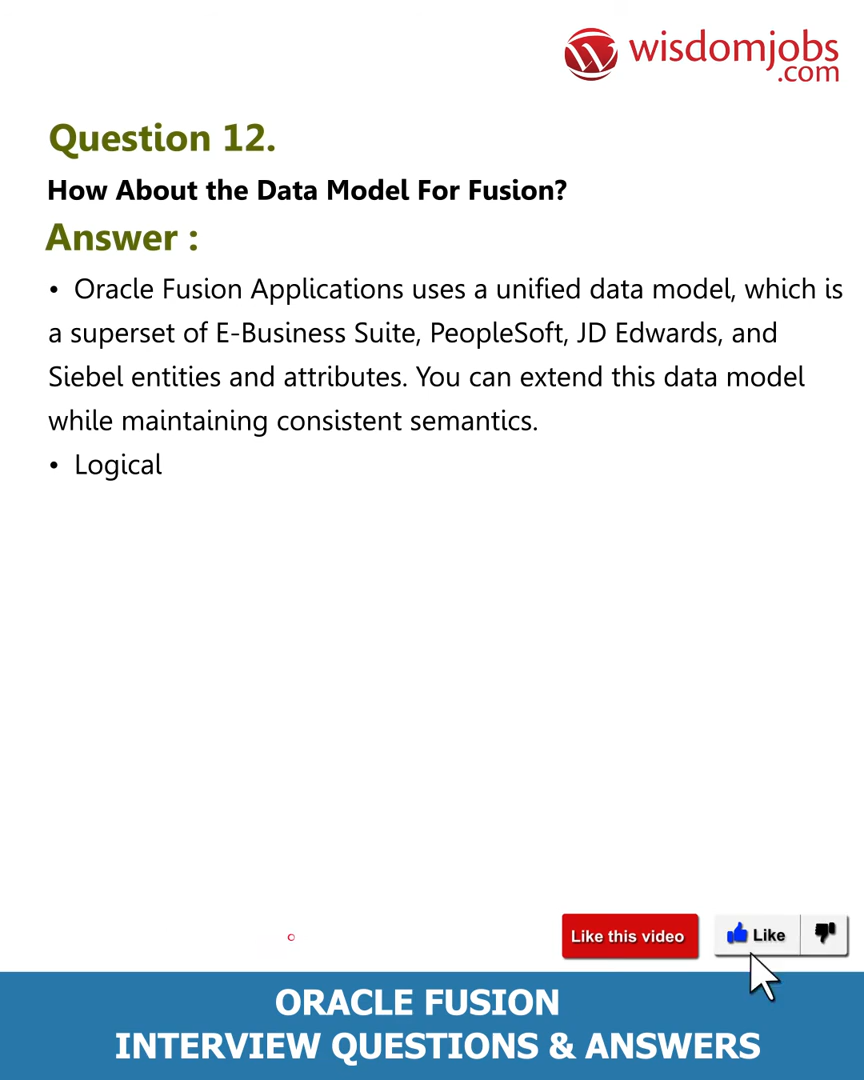 wisdomjobs
.com
Question 12.
How About the Data Model For Fusion?
Answer :
• Oracle Fusion Applications uses a unified data model, which is
a superset of E-Business Suite, PeopleSoft, JD Edwards, and
Siebel entities and attributes. You can extend this data model
while maintaining consistent semantics.
• Logical
Like this video
Like
ORACLE FUSION
INTERVIEW QUESTIONS & ANSWERS